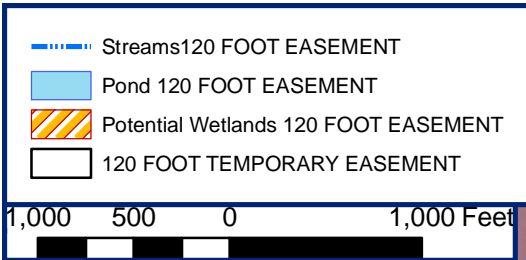 Streams120 FOOT EASEMENT
Pond 120 FOOT EASEMENT
Potential Wetlands 120 FOOT EASEMENT
120 FOOT TEMPORARY EASEMENT
1,000 500 0 1,000 Feet